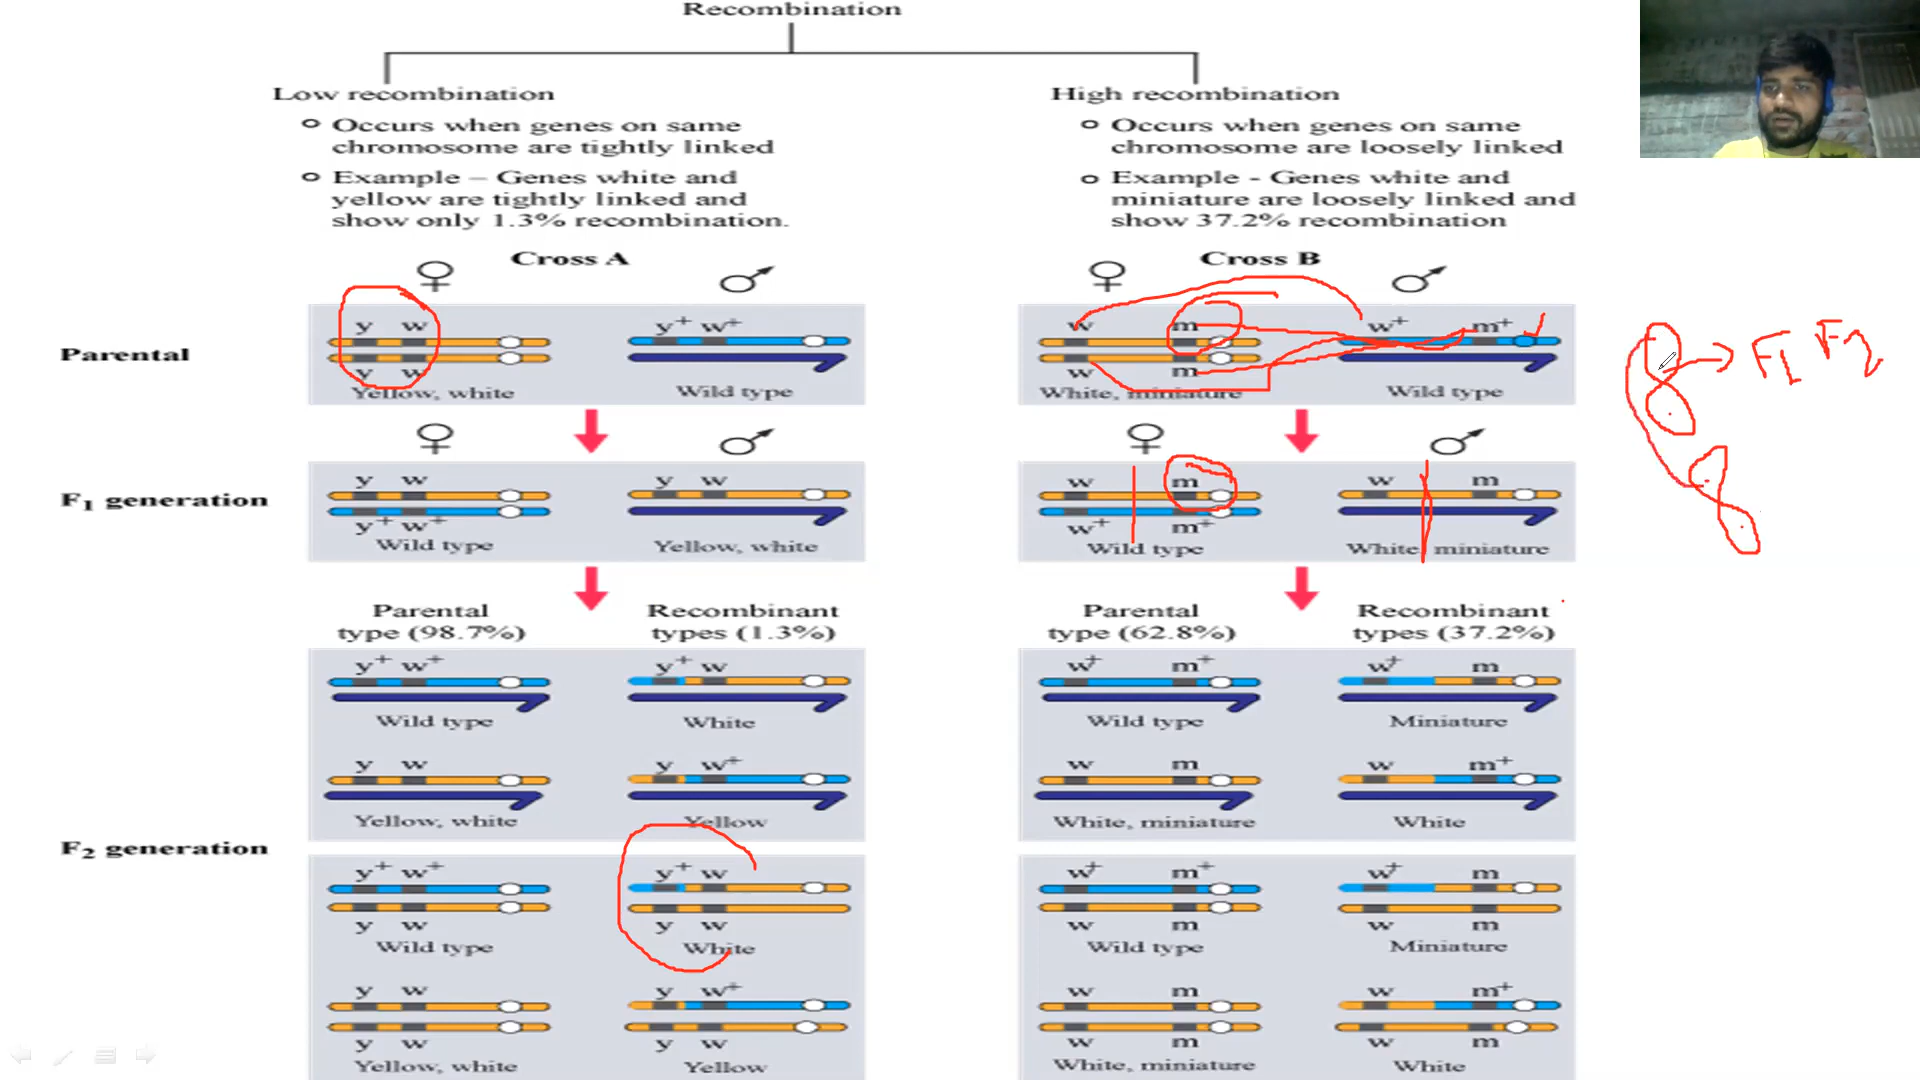 Recombination
Low recombination
Occurs when genes on same
chromosome are tightly linked
Example – Genes white and
yellow are tightly linked and
show only 1.3% recombination.
High recombination
Occurs when genes on same
chromosome are loosely linked
Example - Genes white and
miniature are loosely linked and
show 37.2% recombination
Cross A
♀ ♂
Cross B
♀ ♂
Parental
y w
y w
Yellow, white
y⁺ w⁺
Wild type
w m
w m
White, miniature
w⁺ m⁺
Wild type
F1 F2
♀ ♂
♀ ♂
F₁ generation
y w
y⁺ w⁺
Wild type
y w
Yellow, white
w m
w⁺ m⁺
Wild type
w m
White, miniature
Parental
type (98.7%)
Recombinant
types (1.3%)
Parental
type (62.8%)
Recombinant
types (37.2%)
F₂ generation
y⁺ w⁺
Wild type
y⁺ w
White
w⁺ m⁺
Wild type
w⁺ m
Miniature
y w
Yellow, white
y w⁺
Yellow
w m
White, miniature
w m⁺
White
y⁺ w⁺
y w
Wild type
y⁺ w
y w
White
w⁺ m⁺
w m
Wild type
w⁺ m
w m
Miniature
y w
y w
Yellow, white
y w⁺
y w
Yellow
w m
w m
White, miniature
w m⁺
w m
White